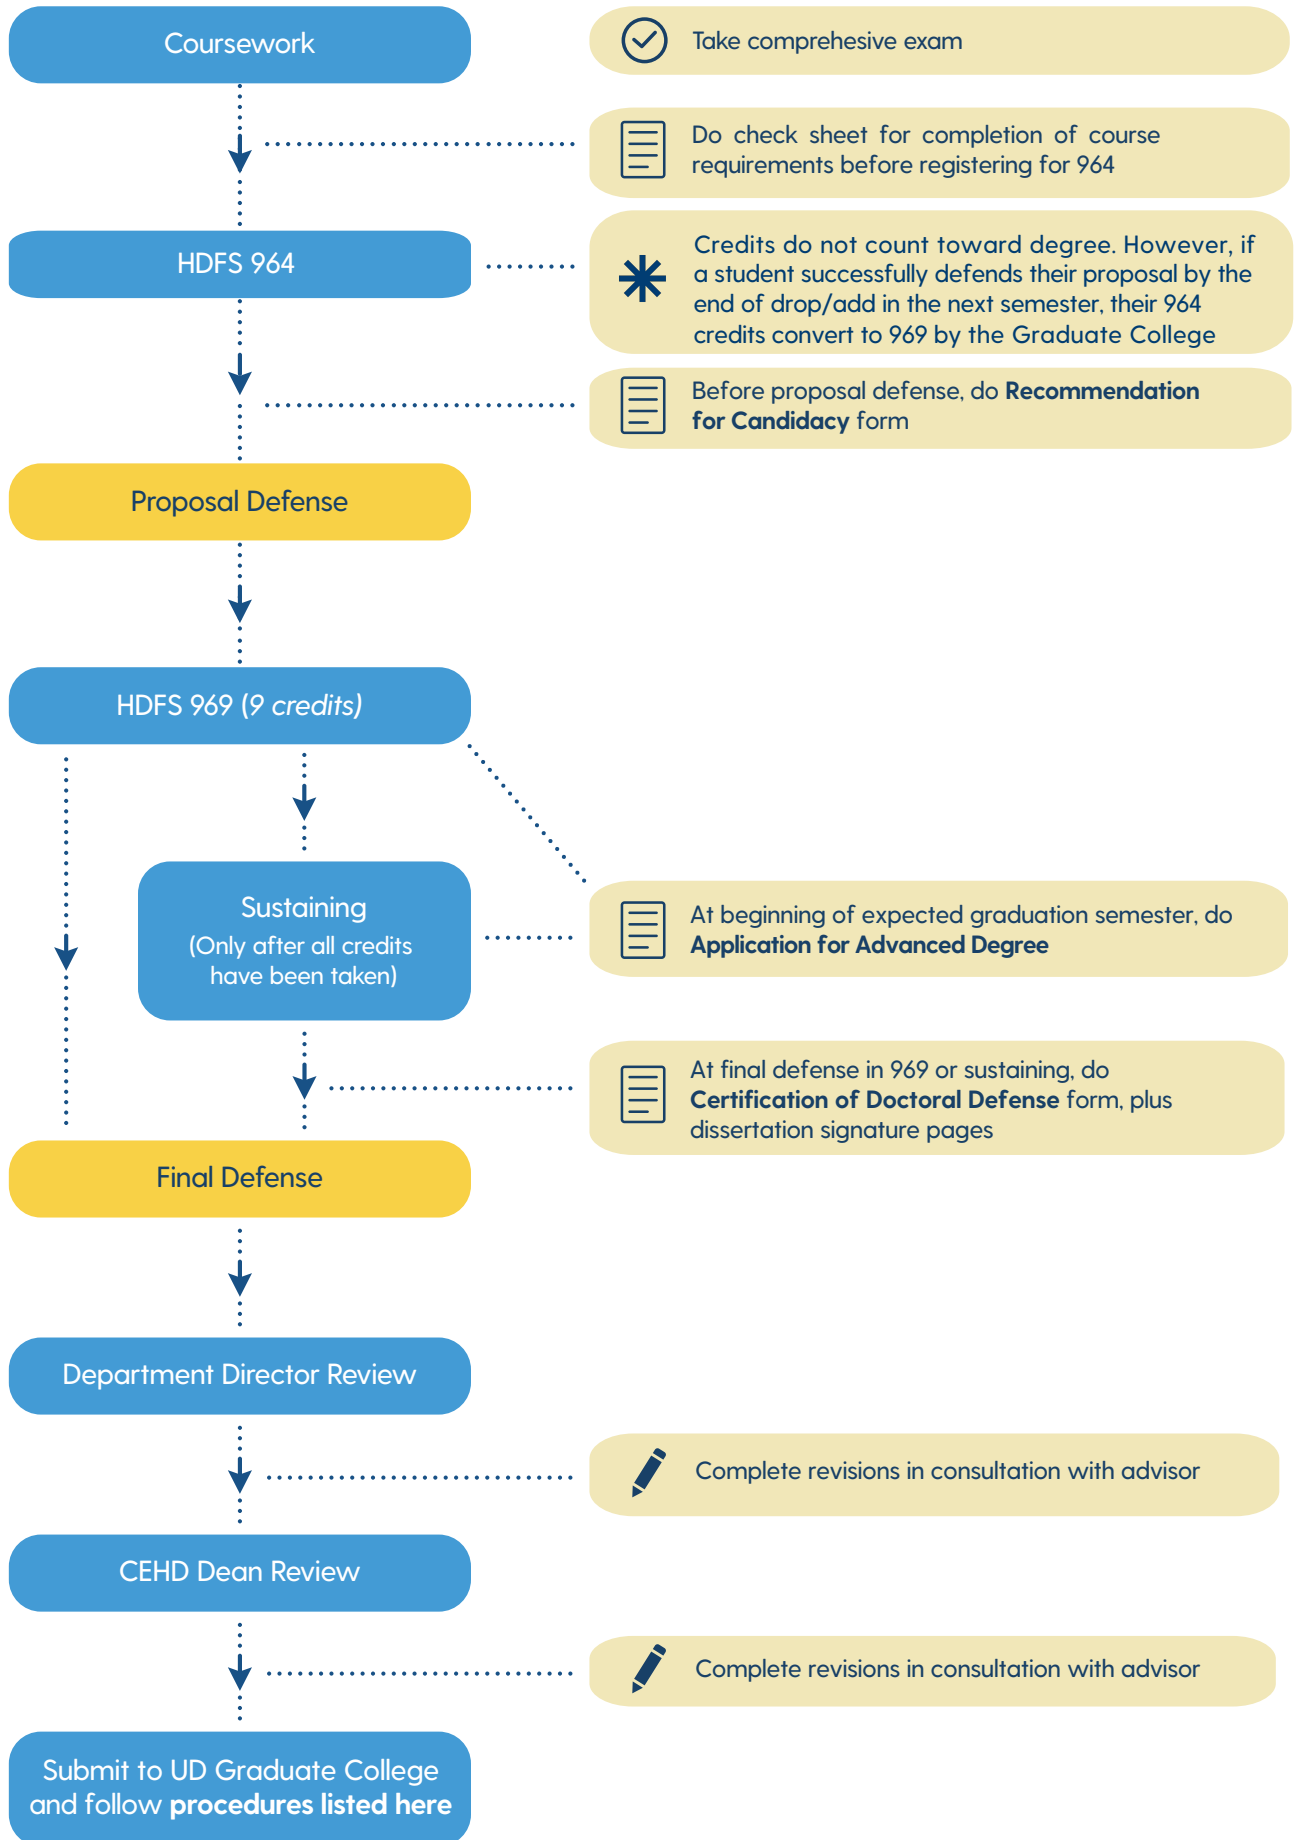 Coursework
Take comprehesive exam
Do check sheet for completion of course
requirements before registering for 964
HDFS 964
Credits do not count toward degree. However, if
a student successfully defends their proposal by the
end of drop/add in the next semester, their 964
credits convert to 969 by the Graduate College
Before proposal defense, do Recommendation
for Candidacy form
Proposal Defense
HDFS 969 (9 credits)
Sustaining
(Only after all credits
have been taken)
At beginning of expected graduation semester, do
Application for Advanced Degree
At final defense in 969 or sustaining, do
Certification of Doctoral Defense form, plus
dissertation signature pages
Final Defense
Department Director Review
Complete revisions in consultation with advisor
CEHD Dean Review
Complete revisions in consultation with advisor
Submit to UD Graduate College
and follow procedures listed here